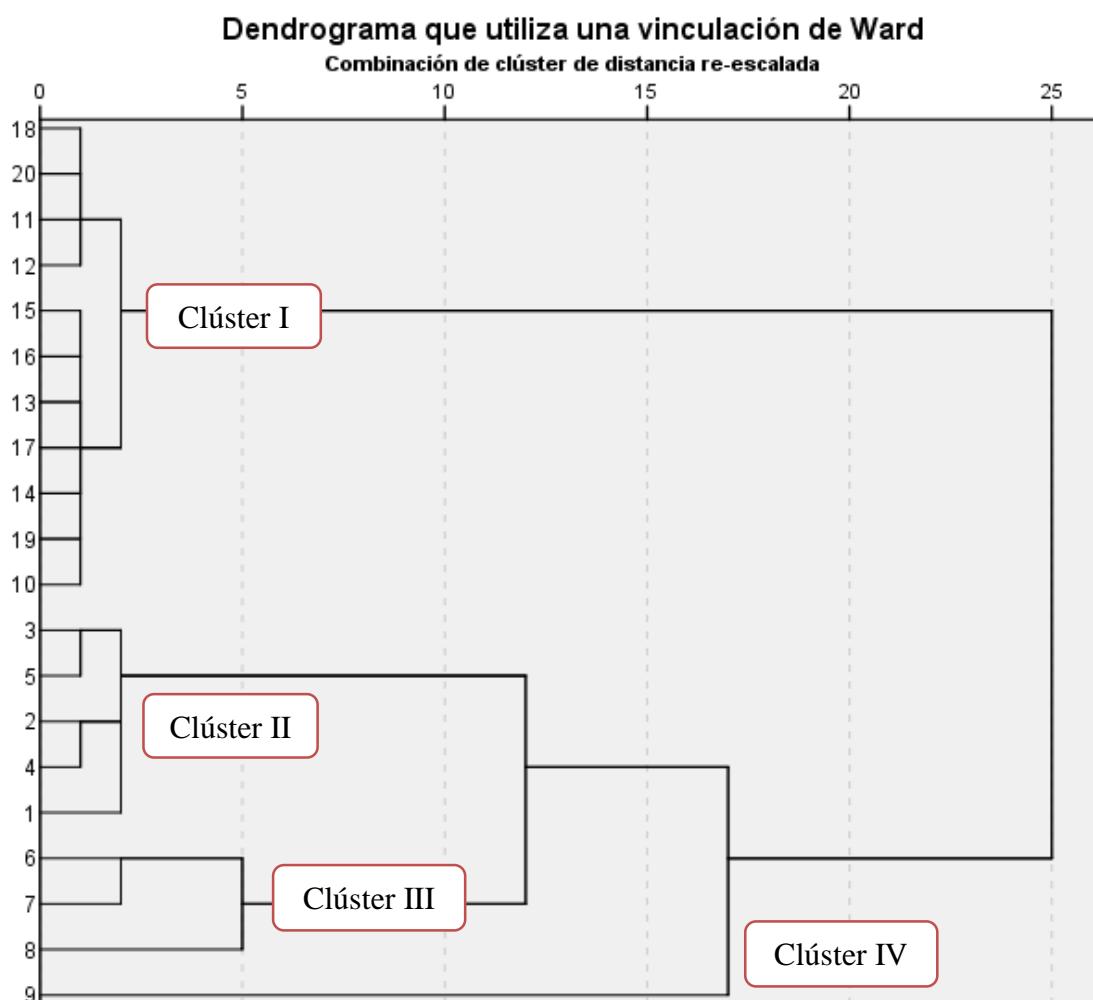 Dendrograma que utiliza una vinculación de Ward
Combinación de clúster de distancia re-escalada
0 5 10 15 20 25
18
20
11
12
15
Clúster I
16
13
17
14
19
10
3
5
2
Clúster II
4
1
6
7
Clúster III
8
Clúster IV
9